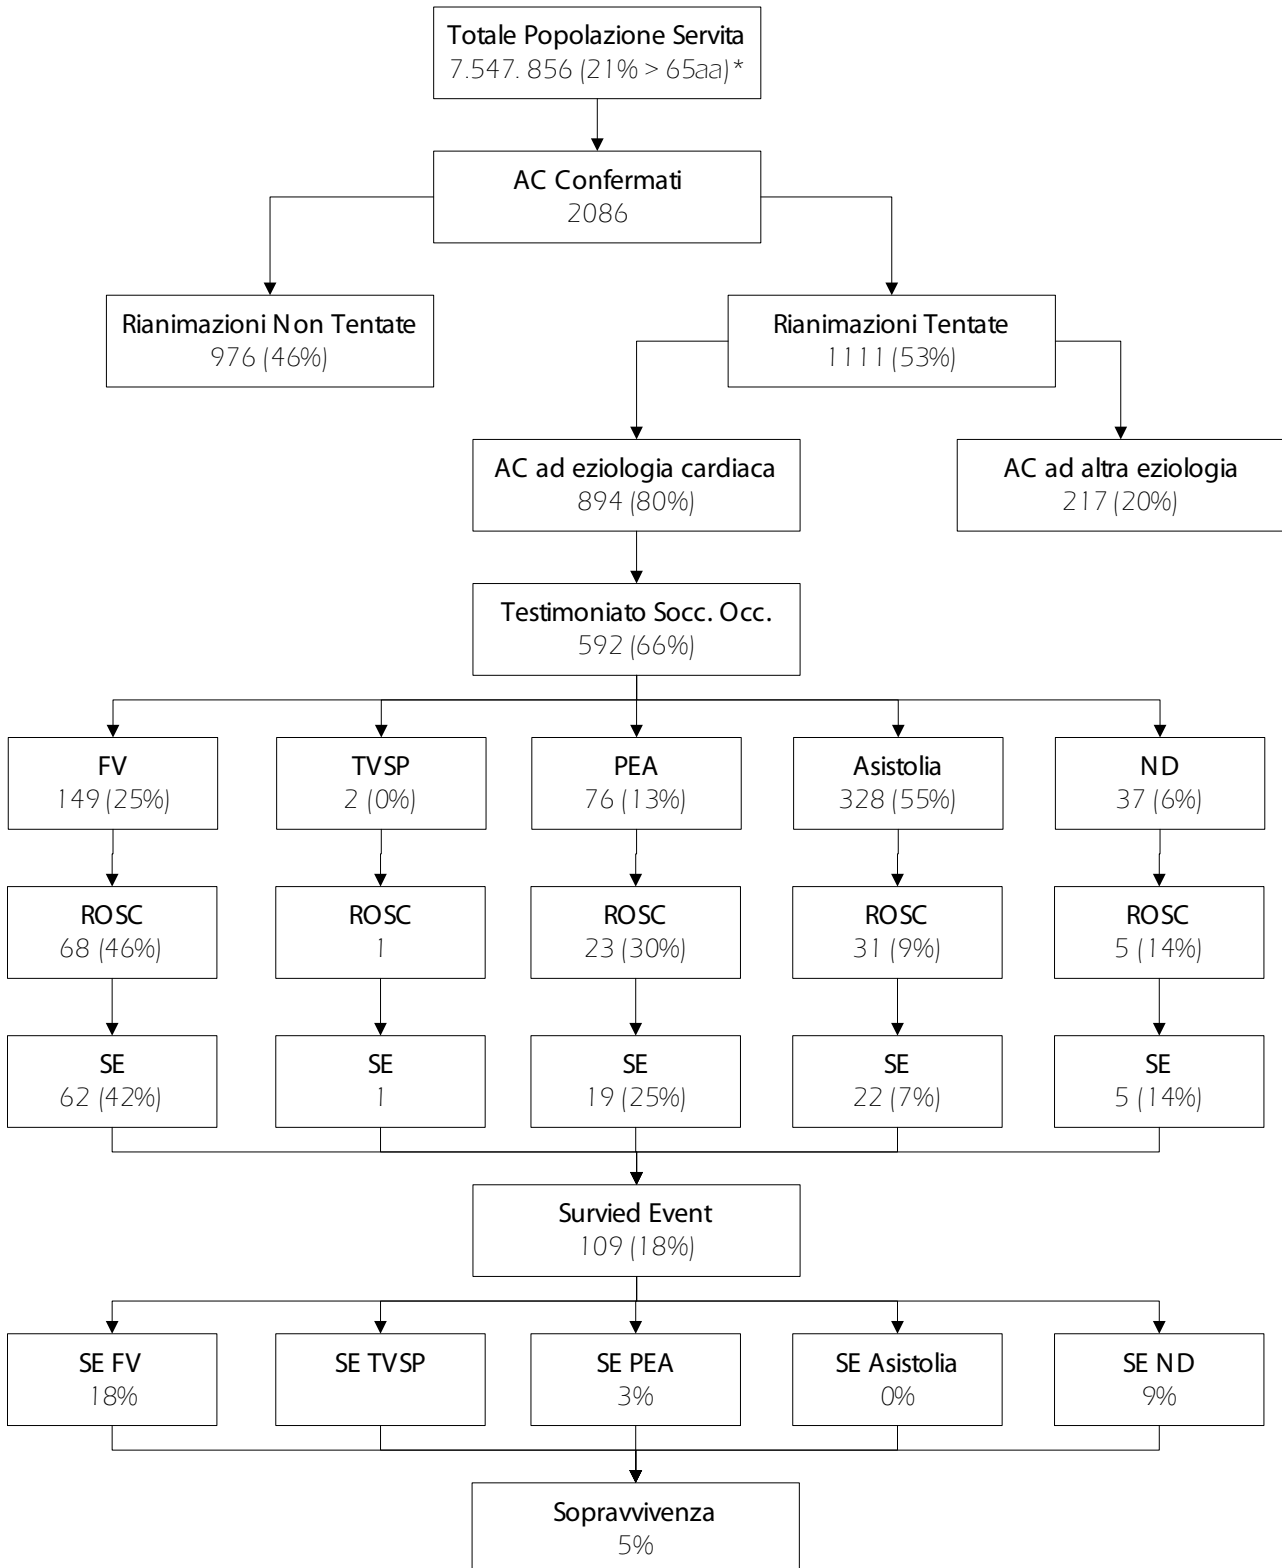 Totale Popolazione Servita
7.547. 856 (21% > 65aa)*
AC Confermati
2086
Rianimazioni Non Tentate
976 (46%)
Rianimazioni Tentate
1111 (53%)
AC ad eziologia cardiaca
894 (80%)
AC ad altra eziologia
217 (20%)
Testimoniato Socc. Occ.
592 (66%)
FV
149 (25%)
TVSP
2 (0%)
PEA
76 (13%)
Asistolia
328 (55%)
ND
37 (6%)
ROSC
68 (46%)
ROSC
1
ROSC
23 (30%)
ROSC
31 (9%)
ROSC
5 (14%)
SE
62 (42%)
SE
1
SE
19 (25%)
SE
22 (7%)
SE
5 (14%)
Survied Event
109 (18%)
SE FV
18%
SE TVSP
SE PEA
3%
SE Asistolia
0%
SE ND
9%
Sopravvivenza
5%